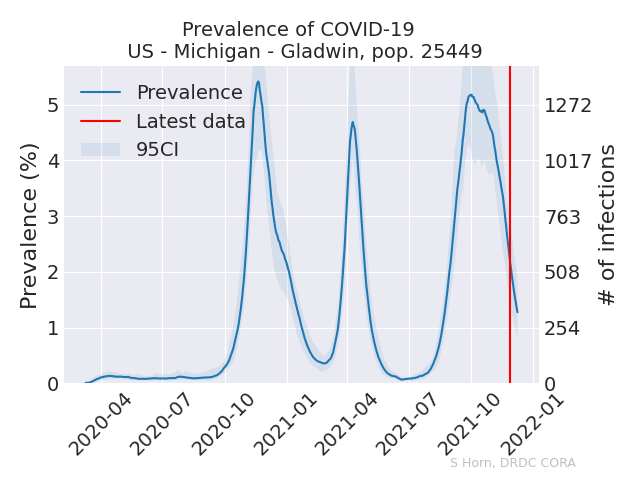 Prevalence of COVID-19
US - Michigan - Gladwin, pop. 25449
Prevalence
Latest data
95CI
Prevalence (%)
5
4
3
2
1
0
1272
1017
763
508
254
0
# of infections
2020-04
2020-07
2020-10
2021-01
2021-04
2021-07
2021-10
2022-01
S Horn, DRDC CORA